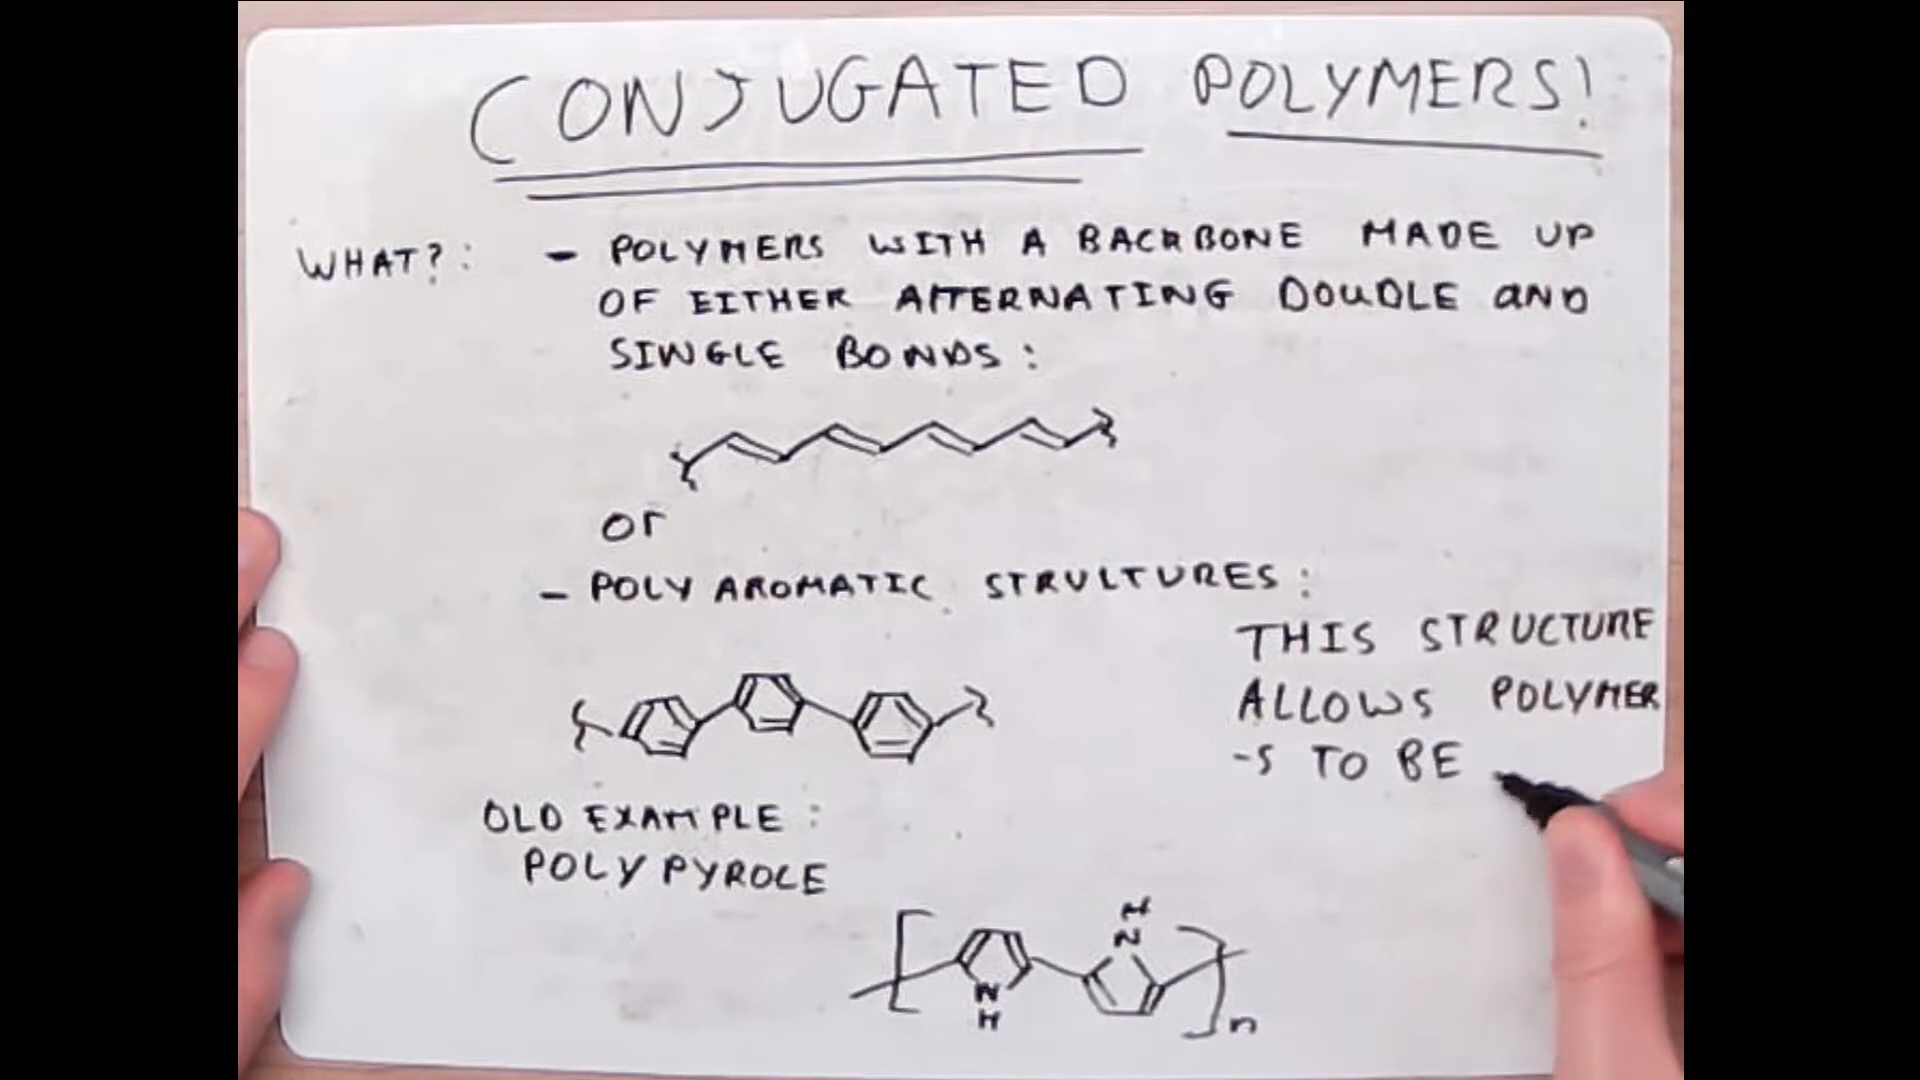 CONJUGATED POLYMERS!
WHAT?: - POLYMERS WITH A BACKBONE MADE UP
OF EITHER ALTERNATING DOUBLE AND
SINGLE BONDS:
or
- POLY AROMATIC STRUCTURES:
THIS STRUCTURE
ALLOWS POLYMER
-S TO BE
OLD EXAMPLE:
POLYPYROLE
H
N
N
H
n